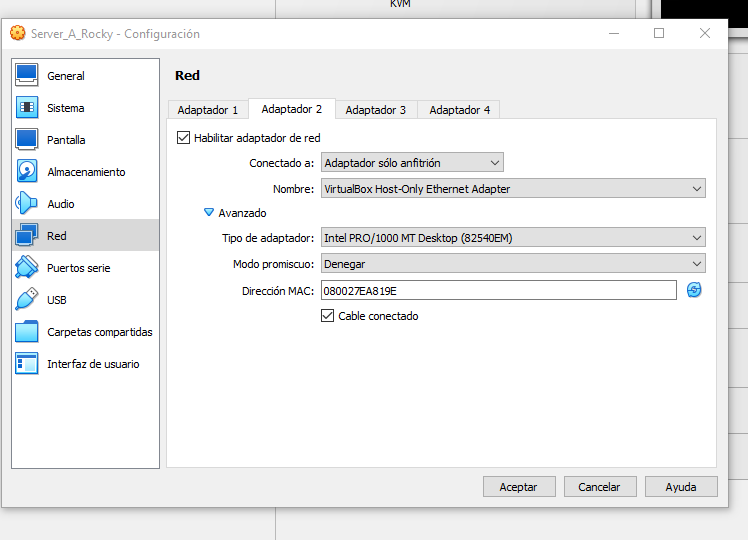 KVM
Server_A_Rocky - Configuración
General
Sistema
Pantalla
Almacenamiento
Audio
Red
Puertos serie
USB
Carpetas compartidas
Interfaz de usuario
Red
Adaptador 1 Adaptador 2 Adaptador 3 Adaptador 4
Habilitar adaptador de red
Conectado a: Adaptador sólo anfitrión
Nombre: VirtualBox Host-Only Ethernet Adapter
Avanzado
Tipo de adaptador: Intel PRO/1000 MT Desktop (82540EM)
Modo promiscuo: Denegar
Dirección MAC: 080027EA819E
Cable conectado
Aceptar Cancelar Ayuda